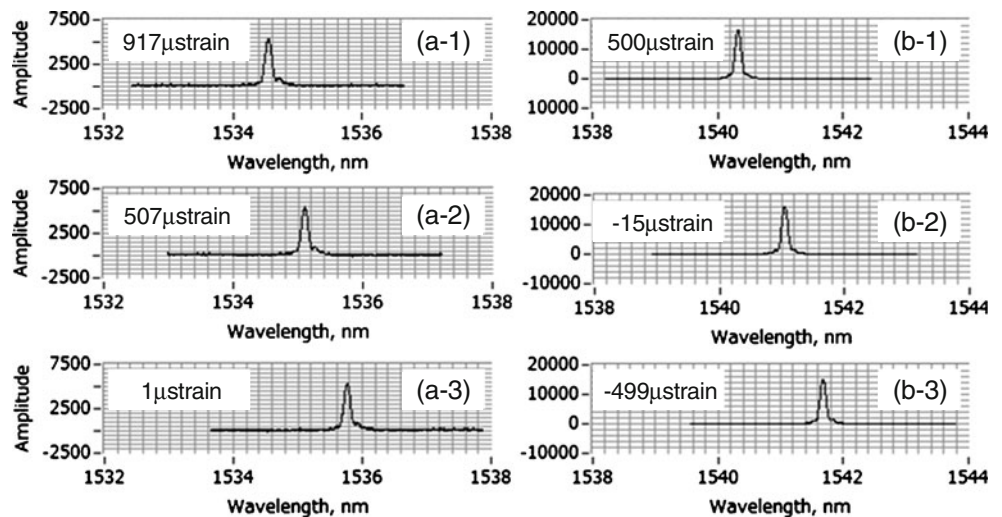 7500
2500
-2500
Amplitude
917μstrain
(a-1)
1532 1534 1536 1538
Wavelength, nm
20000
10000
0
10000
500μstrain
(b-1)
1538 1540 1542 1544
Wavelength, nm
7500
2500
-2500
Amplitude
507μstrain
(a-2)
1532 1534 1536 1538
Wavelength, nm
20000
10000
0
-10000
-15μstrain
(b-2)
1538 1540 1542 1544
Wavelength, nm
7500
2500
-2500
Amplitude
1μstrain
(a-3)
1532 1534 1536 1538
Wavelength, nm
20000
10000
0
-10000
-499μstrain
(b-3)
1538 1540 1542 1544
Wavelength, nm